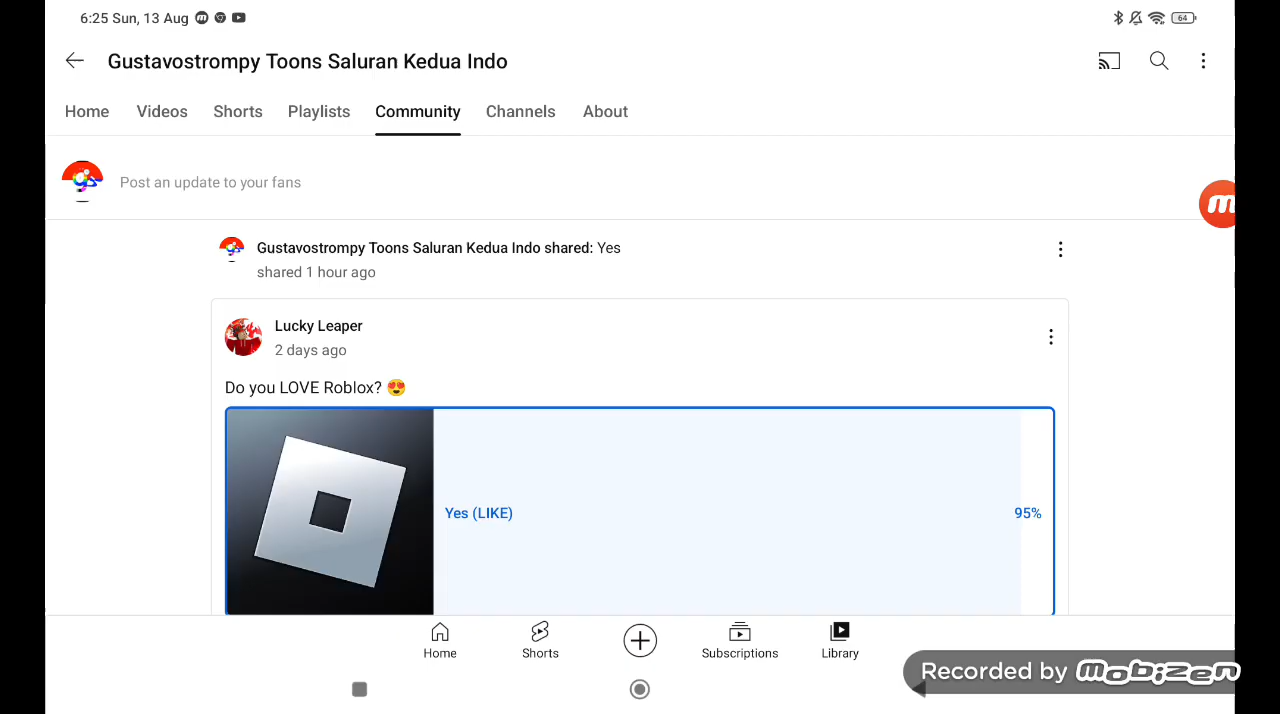 6:25 Sun, 13 Aug
64
Gustavostrompy Toons Saluran Kedua Indo
Home Videos Shorts Playlists Community Channels About
Post an update to your fans
Gustavostrompy Toons Saluran Kedua Indo shared: Yes
shared 1 hour ago
Lucky Leaper
2 days ago
Do you LOVE Roblox? 😍
Yes (LIKE) 95%
Home Shorts Subscriptions Library
Recorded by mobizen